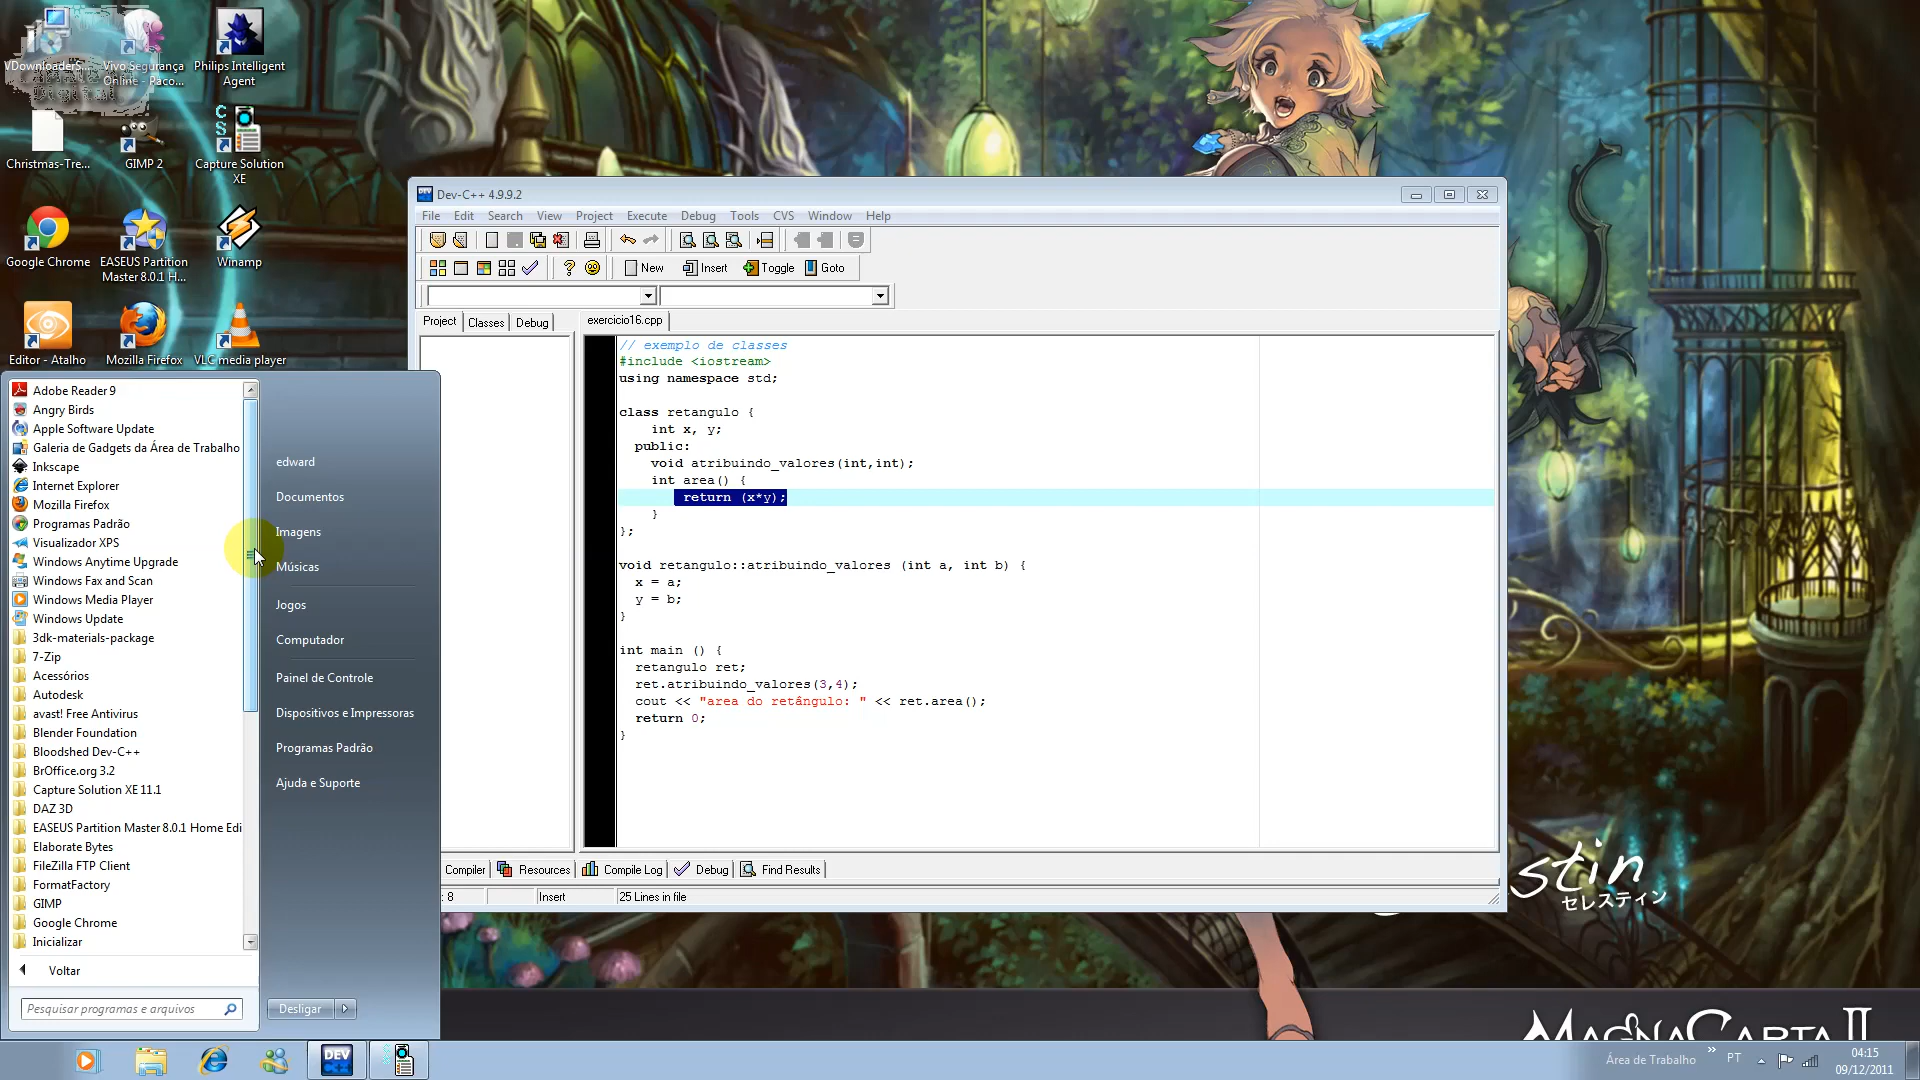 VDownloaderS...
Vivo Segurança
Online - Paco...
Philips Intelligent
Agent
Christmas-Tre...
GIMP 2
Capture Solution
XE
Google Chrome
EASEUS Partition
Master 8.0.1 H...
Winamp
Editor - Atalho
Mozilla Firefox
VLC media player
Adobe Reader 9
Angry Birds
Apple Software Update
Galeria de Gadgets da Área de Trabalho
Inkscape
Internet Explorer
Mozilla Firefox
Programas Padrão
Visualizador XPS
Windows Anytime Upgrade
Windows Fax and Scan
Windows Media Player
Windows Update
3dk-materials-package
7-Zip
Acessórios
Autodesk
avast! Free Antivirus
Blender Foundation
Bloodshed Dev-C++
BrOffice.org 3.2
Capture Solution XE 11.1
DAZ 3D
EASEUS Partition Master 8.0.1 Home Edi
Elaborate Bytes
FileZilla FTP Client
FormatFactory
GIMP
Google Chrome
Inicializar
Voltar
Pesquisar programas e arquivos
edward
Documentos
Imagens
Músicas
Jogos
Computador
Painel de Controle
Dispositivos e Impressoras
Programas Padrão
Ajuda e Suporte
Desligar
Dev-C++ 4.9.9.2
File Edit Search View Project Execute Debug Tools CVS Window Help
New Insert Toggle Goto
Project Classes Debug
exercicio16.cpp
// exemplo de classes
#include <iostream>
using namespace std;
class retangulo {
int x, y;
public:
void atribuindo_valores(int,int);
int area() {
return (x*y);
}
};
void retangulo::atribuindo_valores (int a, int b) {
x = a;
y = b;
}
int main () {
retangulo ret;
ret.atribuindo_valores(3,4);
cout << "area do retângulo: " << ret.area();
return 0;
}
Compiler Resources Compile Log Debug Find Results
: 8 Insert 25 Lines in file
stin
セレスティン
MAGNACARTA II
DEV
C++
Área de Trabalho
PT
04:15
09/12/2011